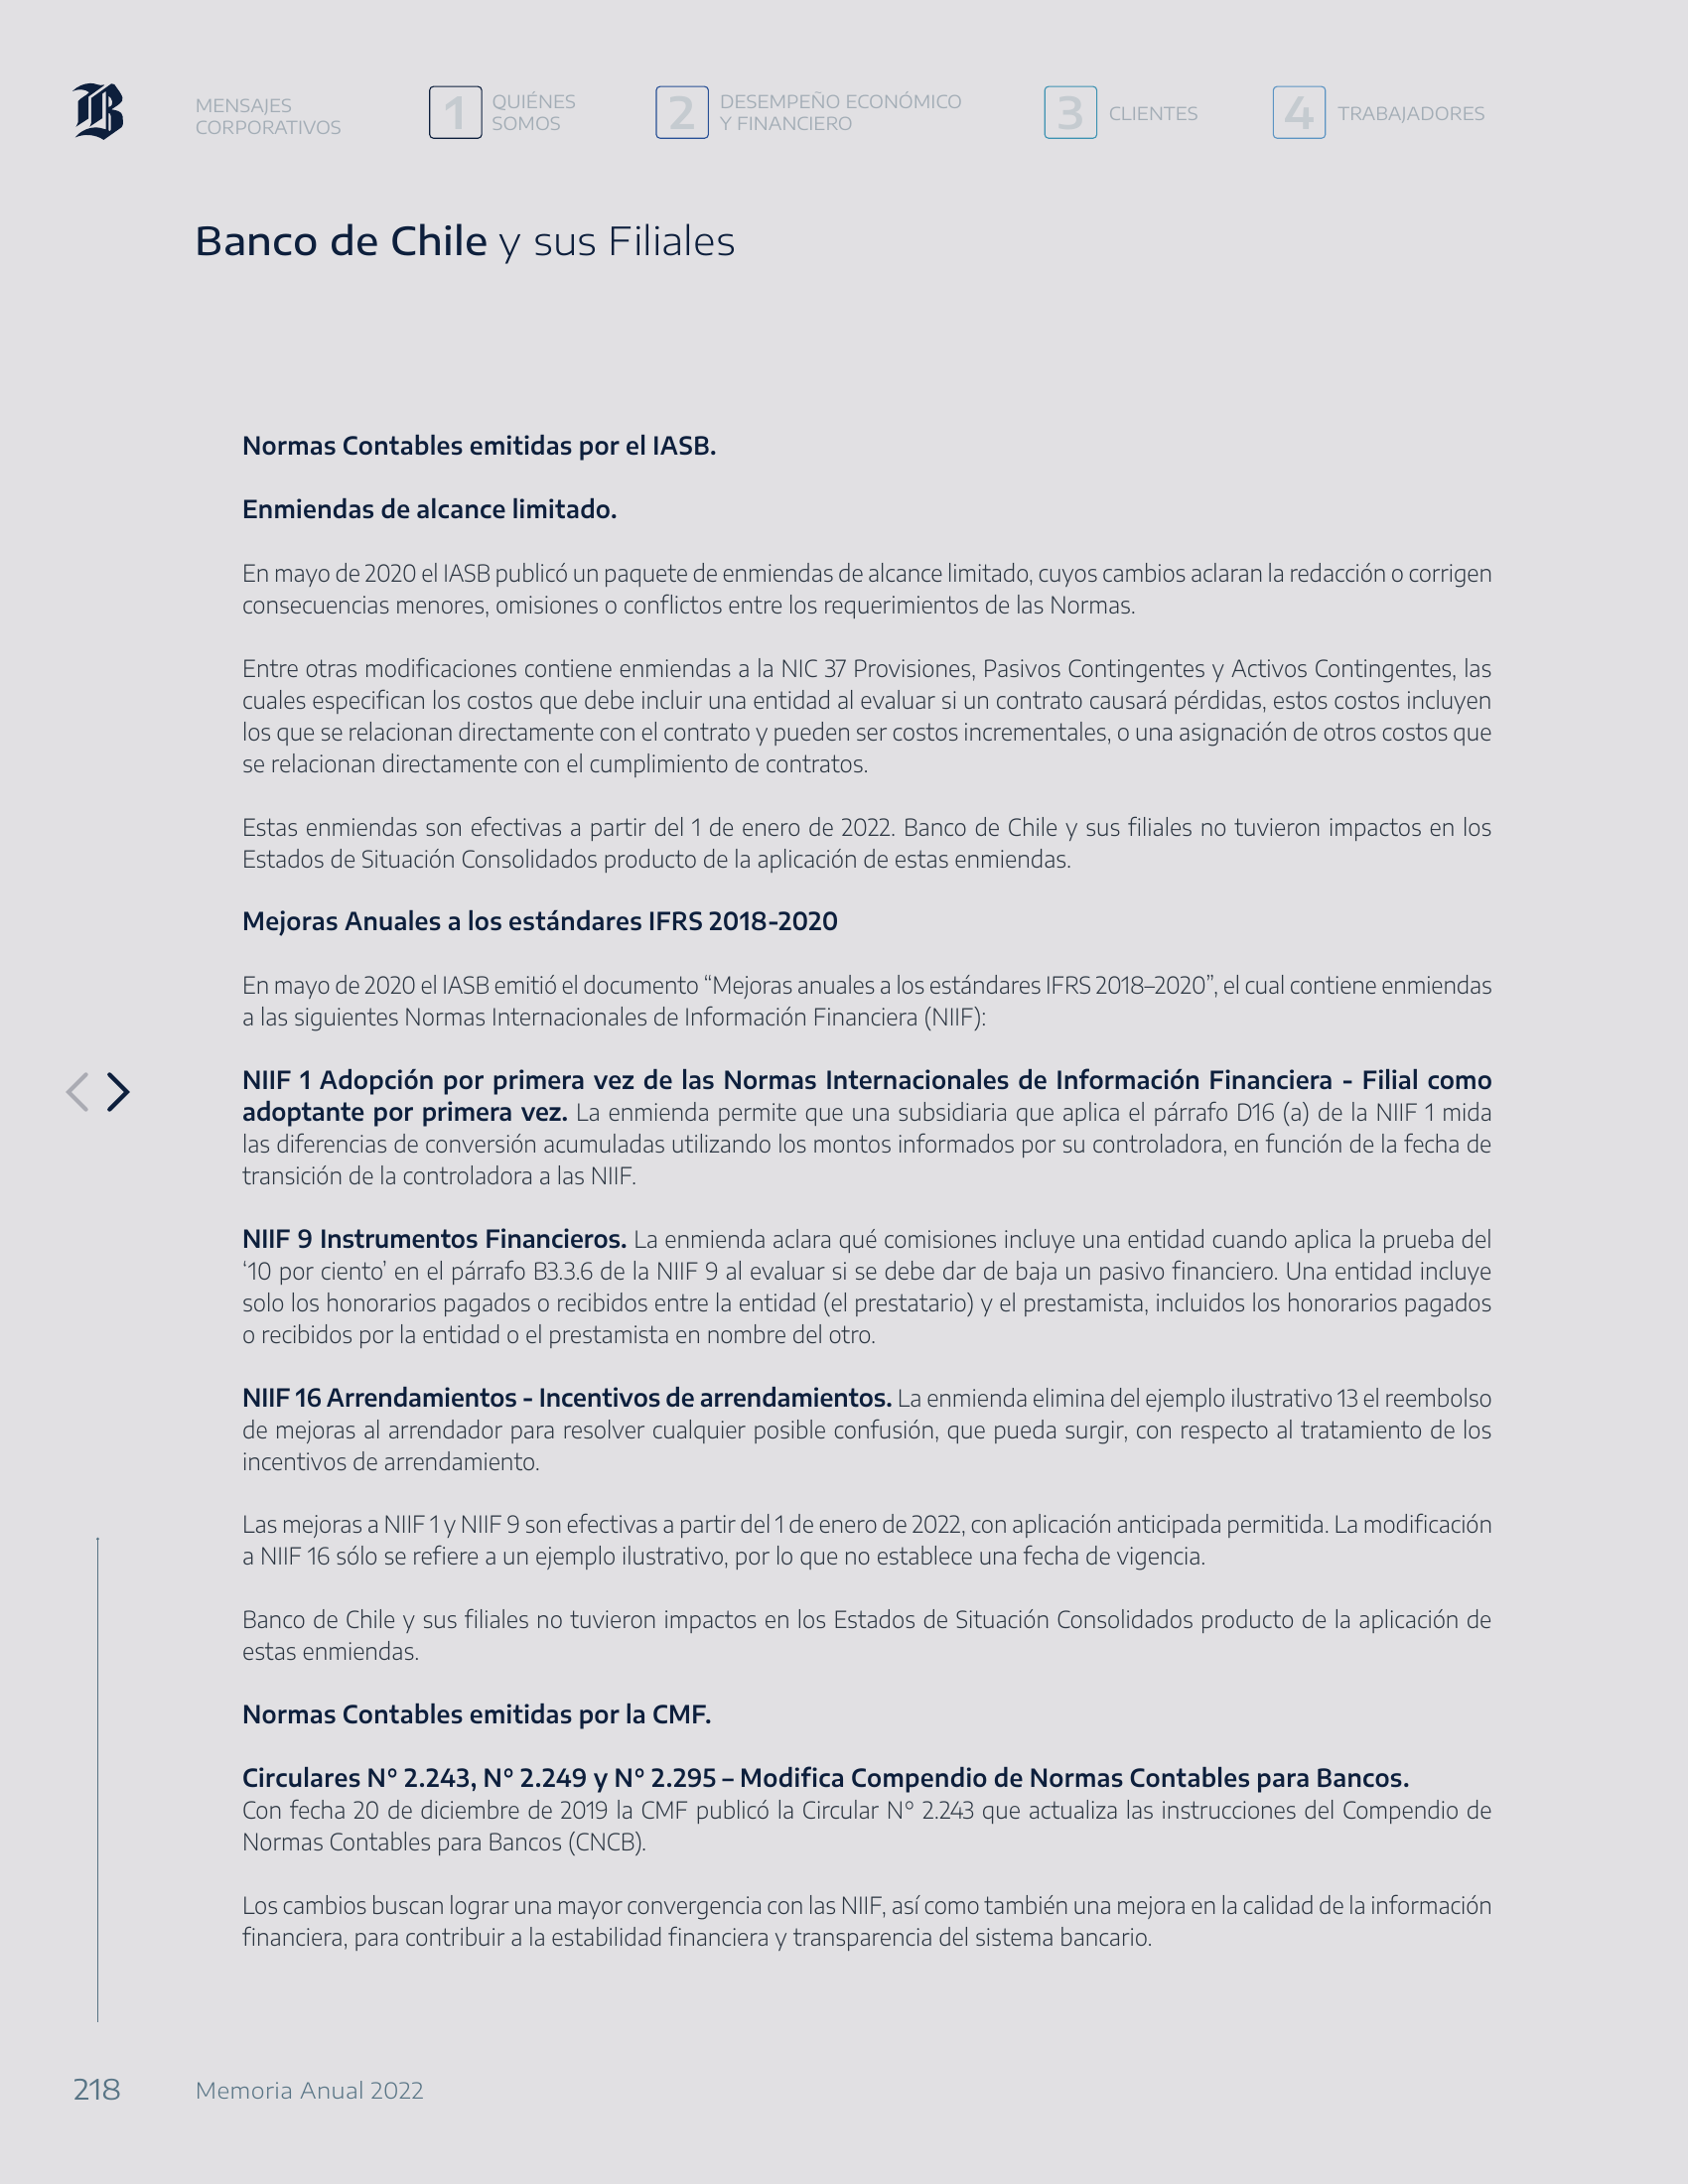 B
MENSAJES
CORPORATIVOS
1
QUIÉNES
SOMOS
2
DESEMPEÑO ECONÓMICO
Y FINANCIERO
3
CLIENTES
4
TRABAJADORES
Banco de Chile y sus Filiales
Normas Contables emitidas por el IASB.
Enmiendas de alcance limitado.
En mayo de 2020 el IASB publicó un paquete de enmiendas de alcance limitado, cuyos cambios aclaran la redacción o corrigen
consecuencias menores, omisiones o conflictos entre los requerimientos de las Normas.
Entre otras modificaciones contiene enmiendas a la NIC 37 Provisiones, Pasivos Contingentes y Activos Contingentes, las
cuales especifican los costos que debe incluir una entidad al evaluar si un contrato causará pérdidas, estos costos incluyen
los que se relacionan directamente con el contrato y pueden ser costos incrementales, o una asignación de otros costos que
se relacionan directamente con el cumplimiento de contratos.
Estas enmiendas son efectivas a partir del 1 de enero de 2022. Banco de Chile y sus filiales no tuvieron impactos en los
Estados de Situación Consolidados producto de la aplicación de estas enmiendas.
Mejoras Anuales a los estándares IFRS 2018-2020
En mayo de 2020 el IASB emitió el documento “Mejoras anuales a los estándares IFRS 2018–2020”, el cual contiene enmiendas
a las siguientes Normas Internacionales de Información Financiera (NIIF):
NIIF 1 Adopción por primera vez de las Normas Internacionales de Información Financiera - Filial como
adoptante por primera vez. La enmienda permite que una subsidiaria que aplica el párrafo D16 (a) de la NIIF 1 mida
las diferencias de conversión acumuladas utilizando los montos informados por su controladora, en función de la fecha de
transición de la controladora a las NIIF.
NIIF 9 Instrumentos Financieros. La enmienda aclara qué comisiones incluye una entidad cuando aplica la prueba del
‘10 por ciento’ en el párrafo B3.3.6 de la NIIF 9 al evaluar si se debe dar de baja un pasivo financiero. Una entidad incluye
solo los honorarios pagados o recibidos entre la entidad (el prestatario) y el prestamista, incluidos los honorarios pagados
o recibidos por la entidad o el prestamista en nombre del otro.
NIIF 16 Arrendamientos - Incentivos de arrendamientos. La enmienda elimina del ejemplo ilustrativo 13 el reembolso
de mejoras al arrendador para resolver cualquier posible confusión, que pueda surgir, con respecto al tratamiento de los
incentivos de arrendamiento.
Las mejoras a NIIF 1 y NIIF 9 son efectivas a partir del 1 de enero de 2022, con aplicación anticipada permitida. La modificación
a NIIF 16 sólo se refiere a un ejemplo ilustrativo, por lo que no establece una fecha de vigencia.
Banco de Chile y sus filiales no tuvieron impactos en los Estados de Situación Consolidados producto de la aplicación de
estas enmiendas.
Normas Contables emitidas por la CMF.
Circulares N° 2.243, N° 2.249 y N° 2.295 – Modifica Compendio de Normas Contables para Bancos.
Con fecha 20 de diciembre de 2019 la CMF publicó la Circular N° 2.243 que actualiza las instrucciones del Compendio de
Normas Contables para Bancos (CNCB).
Los cambios buscan lograr una mayor convergencia con las NIIF, así como también una mejora en la calidad de la información
financiera, para contribuir a la estabilidad financiera y transparencia del sistema bancario.
218
Memoria Anual 2022